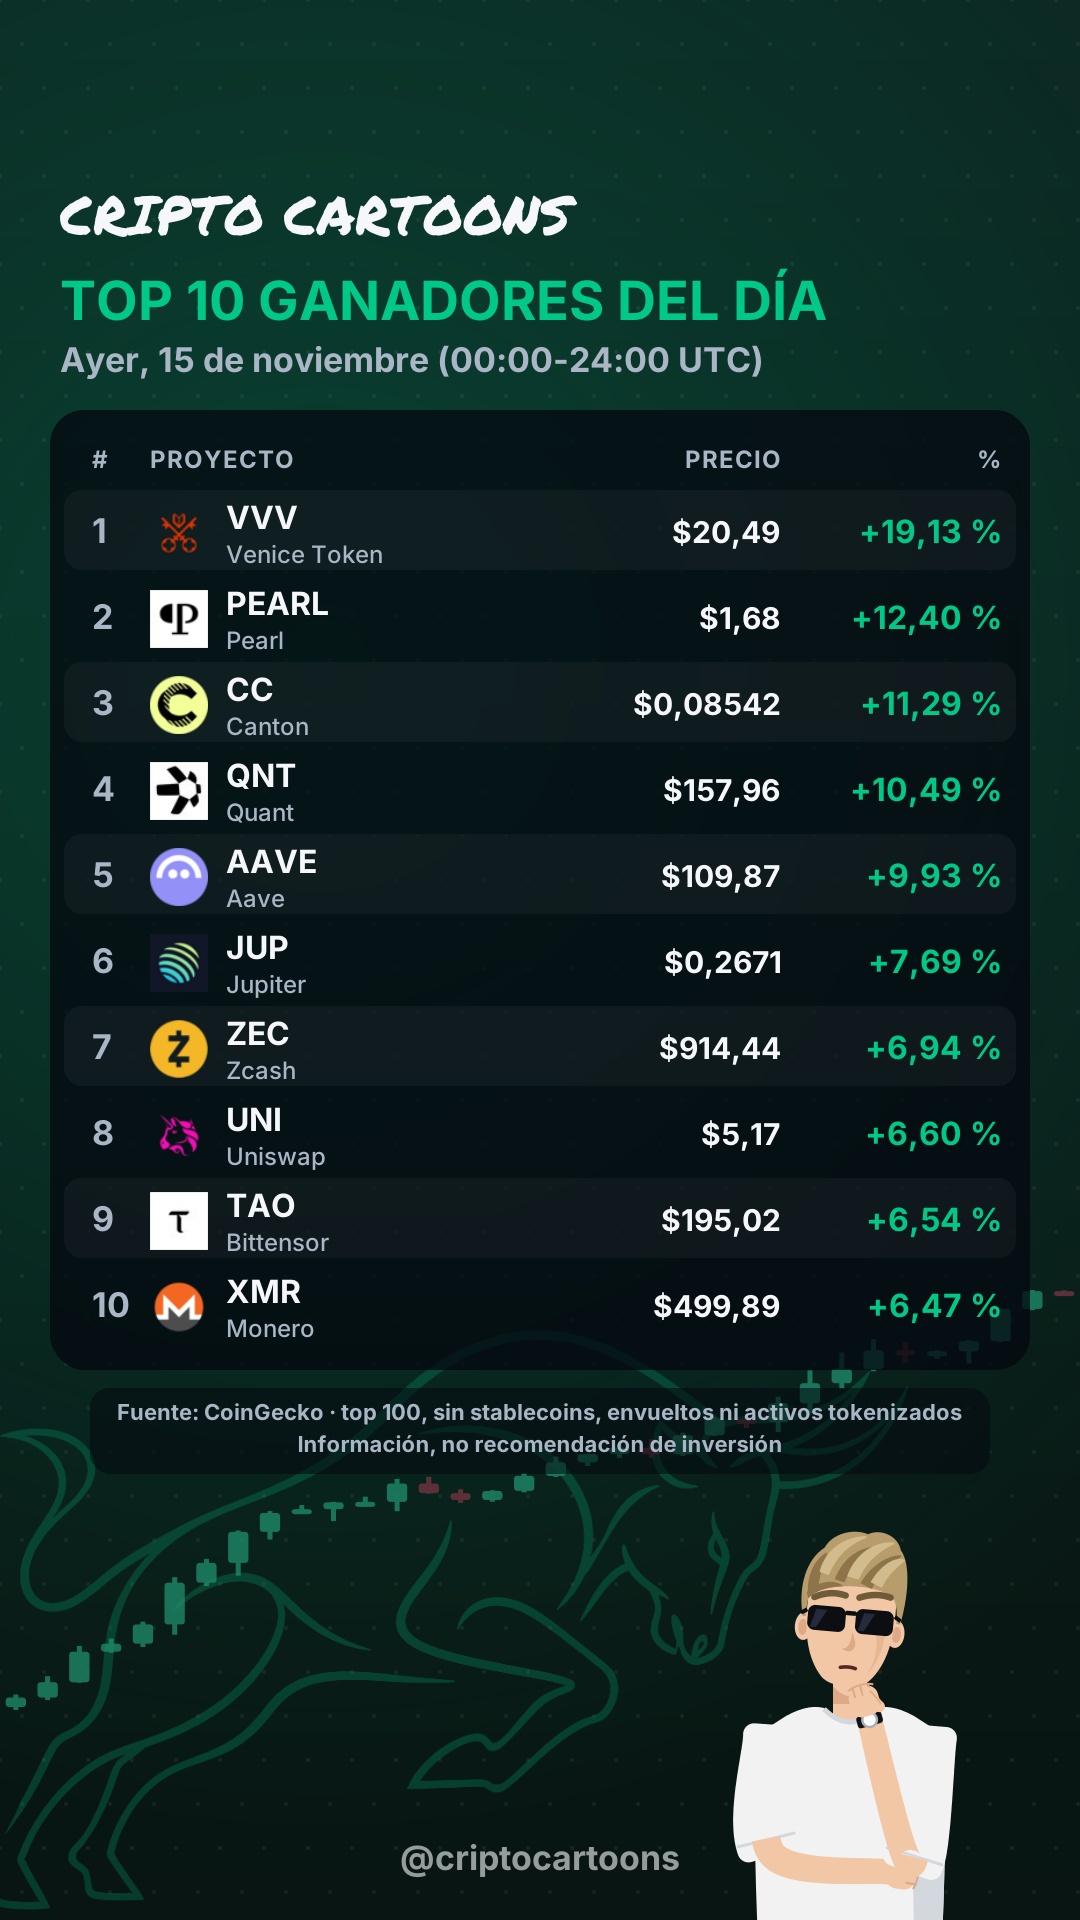 CRIPTO CARTOONS
TOP 10 GANADORES DEL DÍA
Ayer, 15 de noviembre (00:00-24:00 UTC)
# PROYECTO PRECIO %
1 VVV $20,49 +19,13 %
Venice Token
2 PEARL $1,68 +12,40 %
Pearl
3 CC $0,08542 +11,29 %
Canton
4 QNT $157,96 +10,49 %
Quant
5 AAVE $109,87 +9,93 %
Aave
6 JUP $0,2671 +7,69 %
Jupiter
7 ZEC $914,44 +6,94 %
Zcash
8 UNI $5,17 +6,60 %
Uniswap
9 TAO $195,02 +6,54 %
Bittensor
10 XMR $499,89 +6,47 %
Monero
Fuente: CoinGecko · top 100, sin stablecoins, envueltos ni activos tokenizados
Información, no recomendación de inversión
@criptocartoons